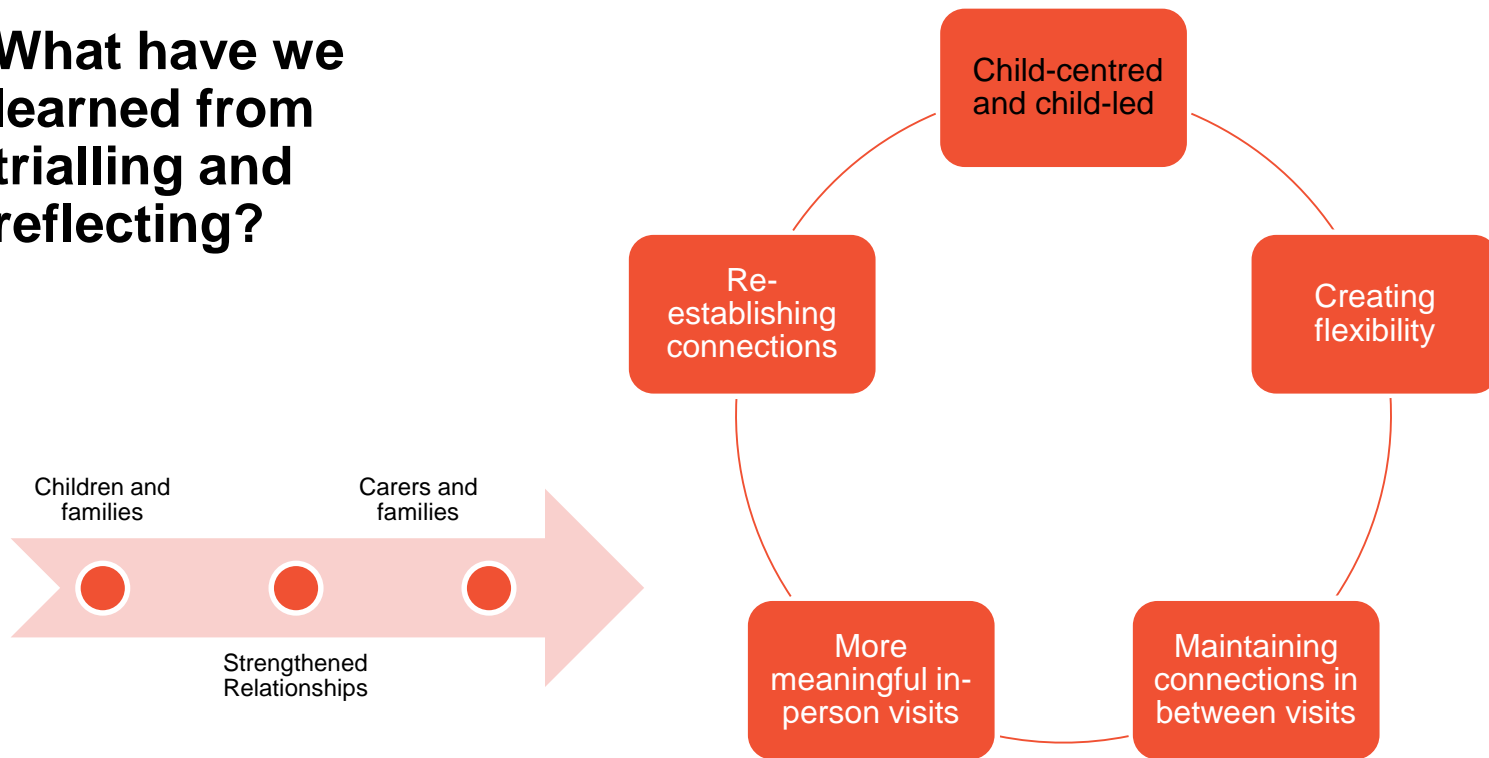 What have we
learned from
trialling and
reflecting?
Child-centred
and child-led
Creating
flexibility
Maintaining
connections in
between visits
More
meaningful in-
person visits
Re-
establishing
connections
Children and
families
Strengthened
Relationships
Carers and
families